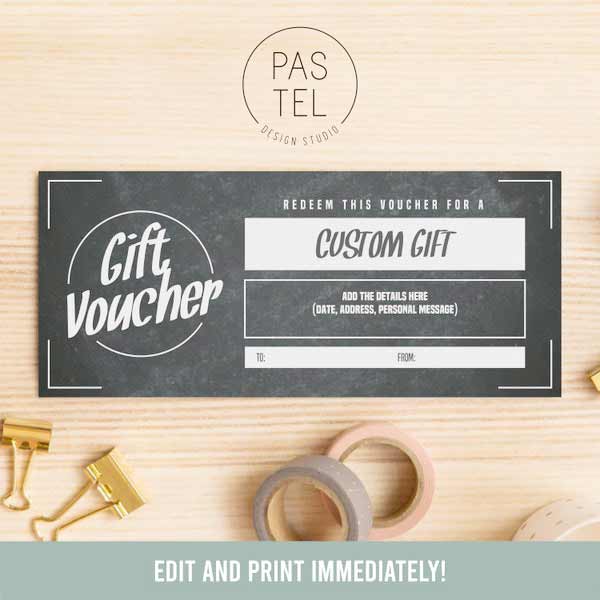 PAS
TEL
DESIGN STUDIO
Gift
Voucher
REDEEM THIS VOUCHER FOR A
CUSTOM GIFT
ADD THE DETAILS HERE
(DATE, ADDRESS, PERSONAL MESSAGE)
TO: FROM:
EDIT AND PRINT IMMEDIATELY!